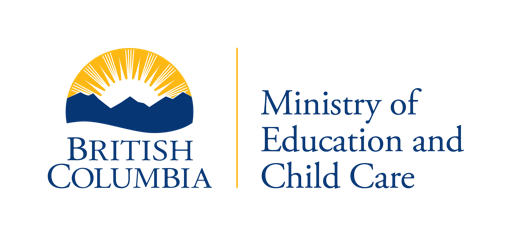 BRITISH
COLUMBIA
Ministry of
Education and
Child Care